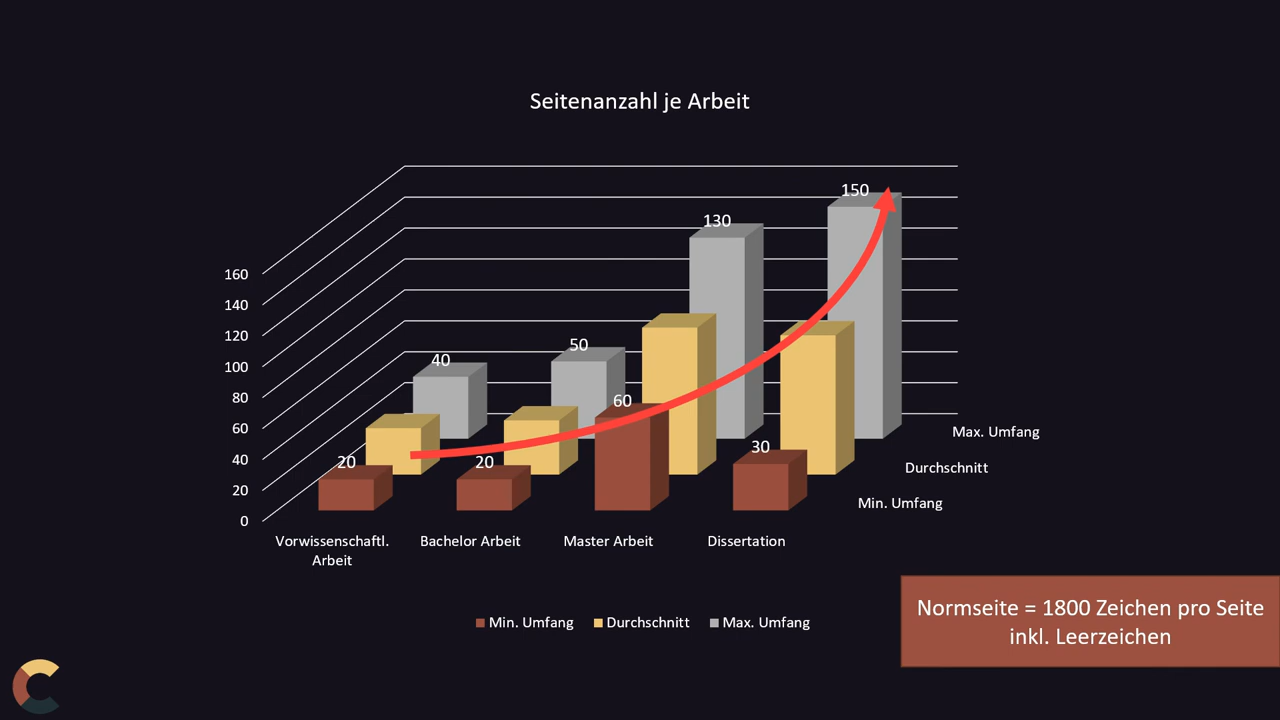 Seitenanzahl je Arbeit
160
140
120
100
80
60
40
20
0
20
20
60
30
40
50
130
150
Vorwissenschaftl.
Arbeit
Bachelor Arbeit
Master Arbeit
Dissertation
Max. Umfang
Durchschnitt
Min. Umfang
Min. Umfang
Durchschnitt
Max. Umfang
Normseite = 1800 Zeichen pro Seite
inkl. Leerzeichen